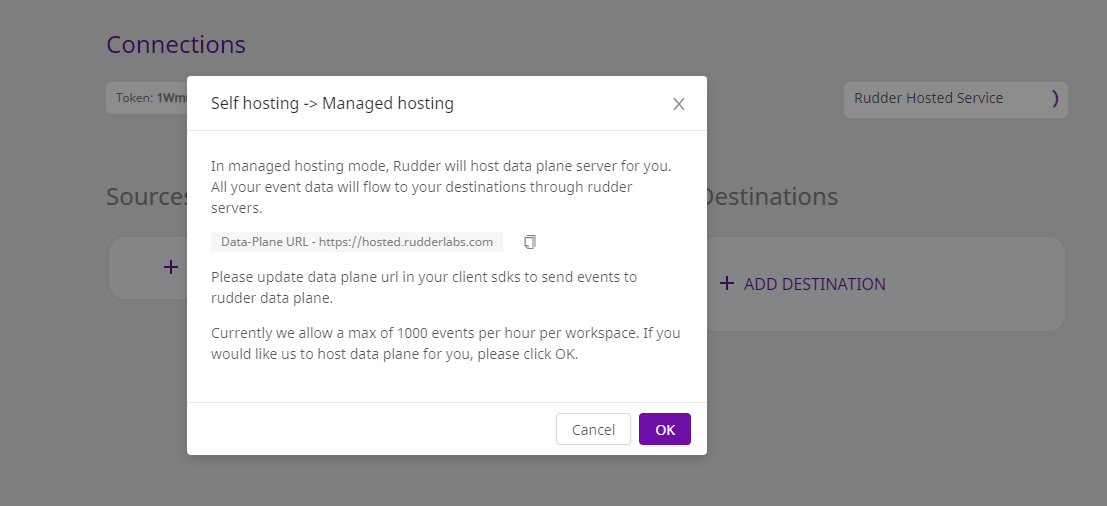 Connections
Token:
Rudder Hosted Service
Self hosting -> Managed hosting
In managed hosting mode, Rudder will host data plane server for you.
All your event data will flow to your destinations through rudder
servers.
Data-Plane URL - https://hosted.rudderlabs.com
Please update data plane url in your client sdks to send events to
rudder data plane.
Currently we allow a max of 1000 events per hour per workspace. If you
would like us to host data plane for you, please click OK.
Cancel
OK
Sources
Destinations
+
+ ADD DESTINATION